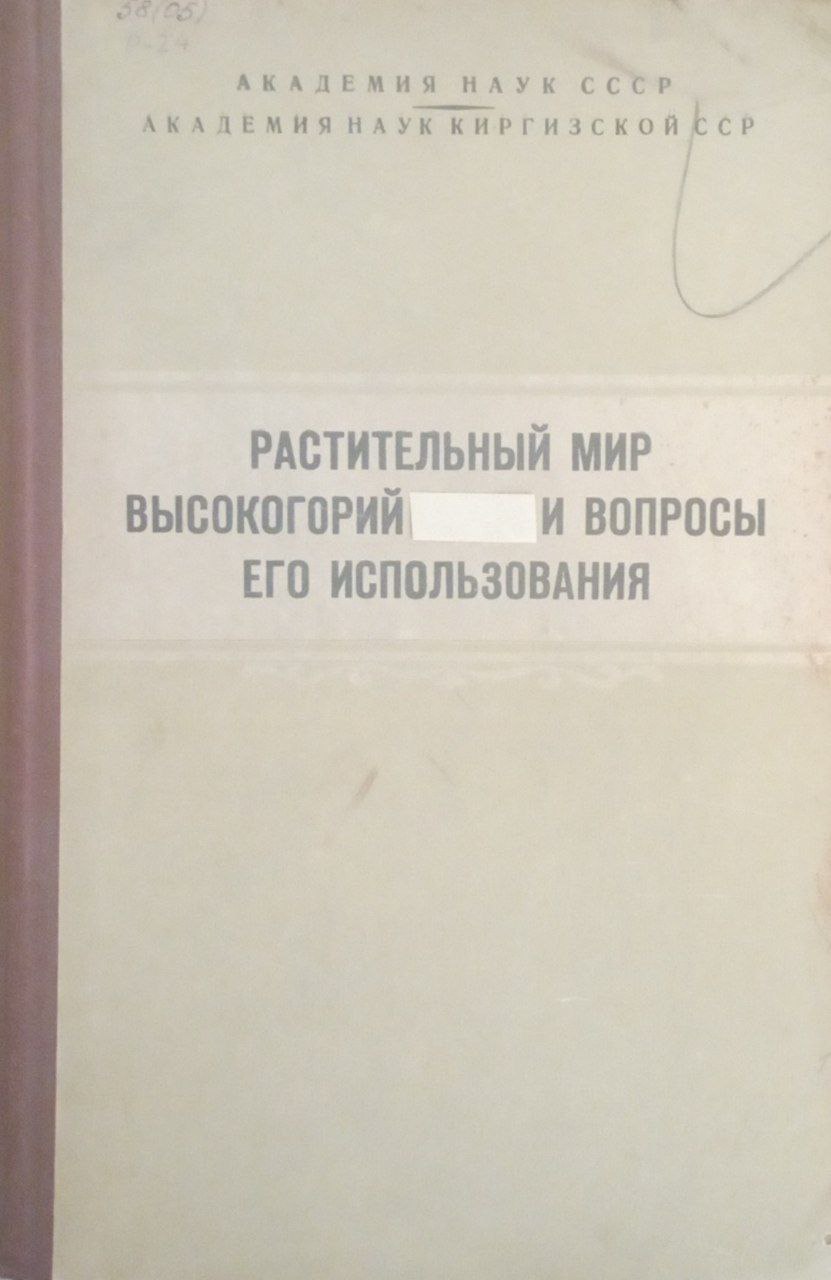 58(05)
Р-24
АКАДЕМИЯ НАУК СССР
АКАДЕМИЯ НАУК КИРГИЗСКОЙ ССР
РАСТИТЕЛЬНЫЙ МИР
ВЫСОКОГОРИЙ И ВОПРОСЫ
ЕГО ИСПОЛЬЗОВАНИЯ